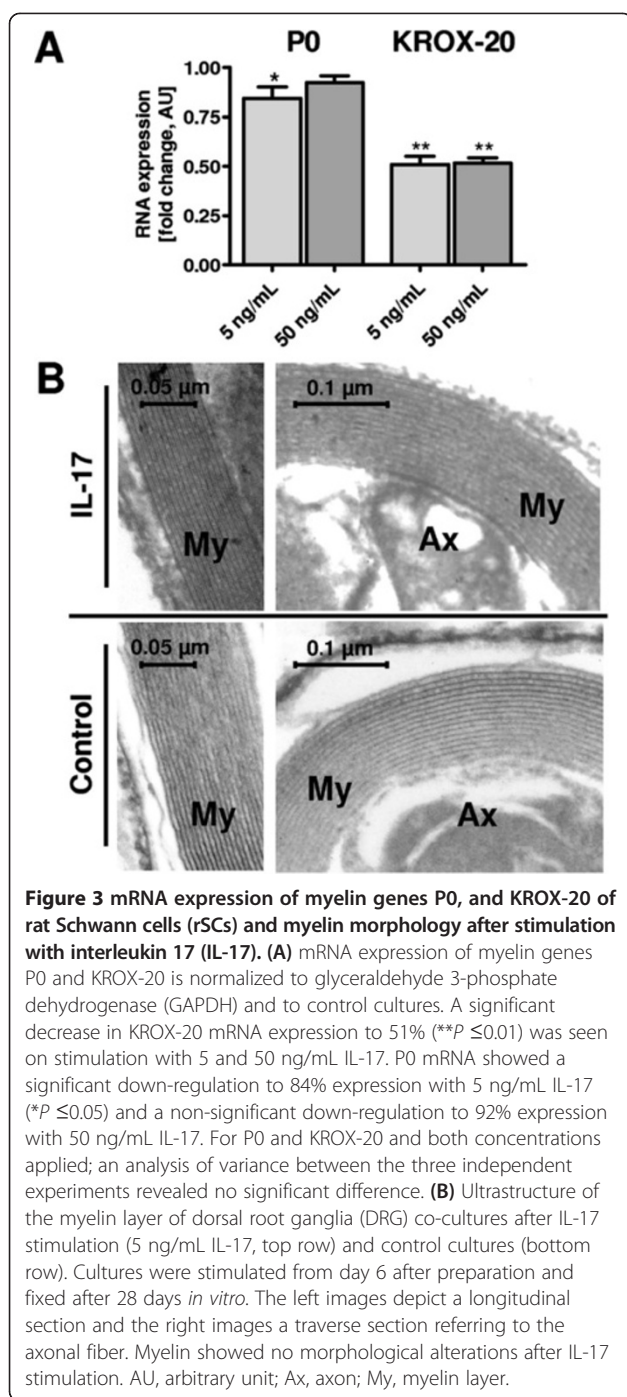 A
P0 KROX-20
RNA expression
[fold change, AU]
1.00
0.75
0.50
0.25
0.00
* ** **
5 ng/mL
50 ng/mL
5 ng/mL
50 ng/mL
B
IL-17
0.05 µm
My
0.1 µm
My
Ax
Control
0.05 µm
My
0.1 µm
My
Ax
Figure 3 mRNA expression of myelin genes P0, and KROX-20 of
rat Schwann cells (rSCs) and myelin morphology after stimulation
with interleukin 17 (IL-17). (A) mRNA expression of myelin genes
P0 and KROX-20 is normalized to glyceraldehyde 3-phosphate
dehydrogenase (GAPDH) and to control cultures. A significant
decrease in KROX-20 mRNA expression to 51% (**P ≤0.01) was seen
on stimulation with 5 and 50 ng/mL IL-17. P0 mRNA showed a
significant down-regulation to 84% expression with 5 ng/mL IL-17
(*P ≤0.05) and a non-significant down-regulation to 92% expression
with 50 ng/mL IL-17. For P0 and KROX-20 and both concentrations
applied; an analysis of variance between the three independent
experiments revealed no significant difference. (B) Ultrastructure of
the myelin layer of dorsal root ganglia (DRG) co-cultures after IL-17
stimulation (5 ng/mL IL-17, top row) and control cultures (bottom
row). Cultures were stimulated from day 6 after preparation and
fixed after 28 days in vitro. The left images depict a longitudinal
section and the right images a traverse section referring to the
axonal fiber. Myelin showed no morphological alterations after IL-17
stimulation. AU, arbitrary unit; Ax, axon; My, myelin layer.